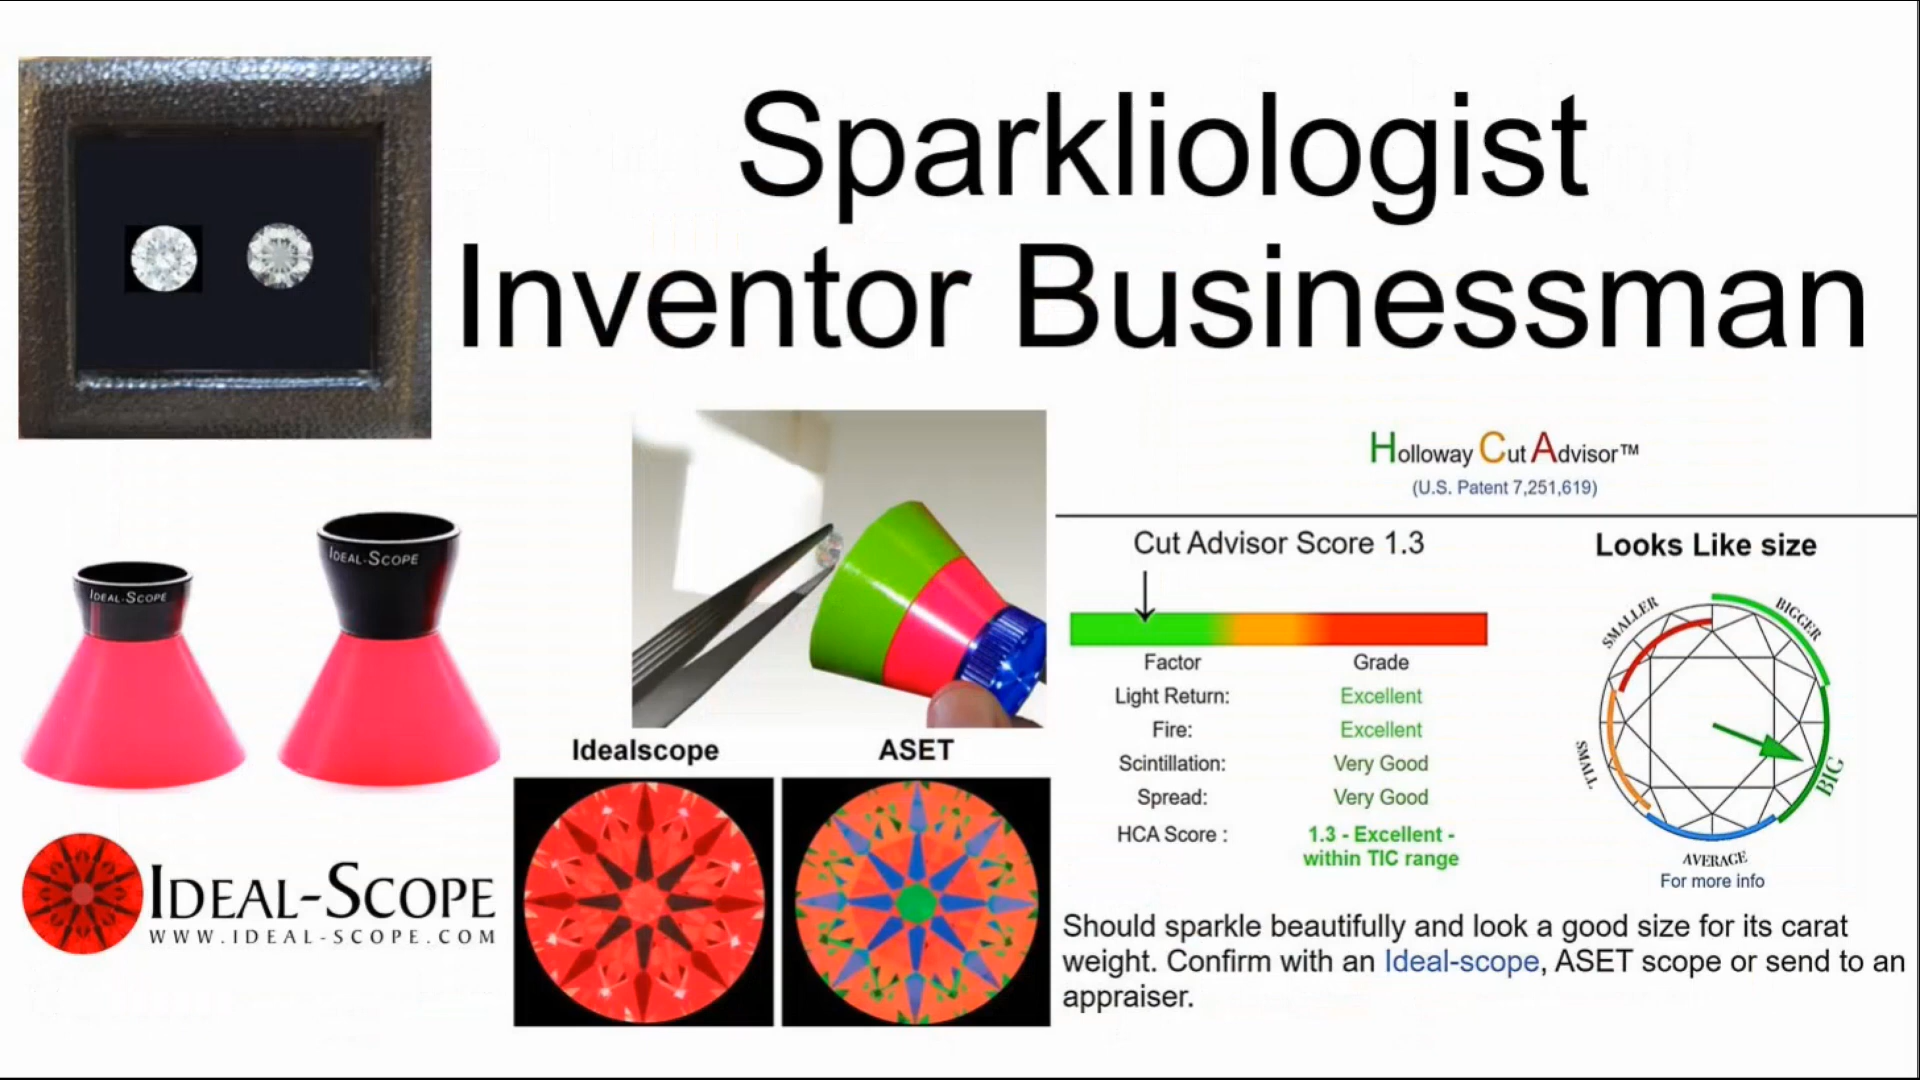 Sparkliologist
Inventor Businessman
IDEAL-SCOPE
IDEAL-SCOPE
IDEAL-SCOPE
WWW.IDEAL-SCOPE.COM
Idealscope
ASET
Holloway Cut Advisor™
(U.S. Patent 7,251,619)
Cut Advisor Score 1.3
Factor Grade
Light Return: Excellent
Fire: Excellent
Scintillation: Very Good
Spread: Very Good
HCA Score : 1.3 - Excellent -
within TIC range
Looks Like size
SMALLER
BIGGER
SMALL
BIG
AVERAGE
For more info
Should sparkle beautifully and look a good size for its carat
weight. Confirm with an Ideal-scope, ASET scope or send to an
appraiser.